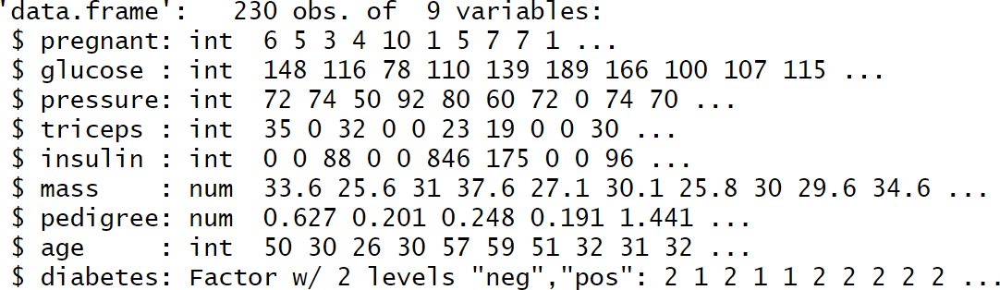 'data.frame':   230 obs. of  9 variables:
 $ pregnant: int  6 5 3 4 10 1 5 7 7 1 ...
 $ glucose : int  148 116 78 110 139 189 166 100 107 115 ...
 $ pressure: int  72 74 50 92 80 60 72 0 74 70 ...
 $ triceps : int  35 0 32 0 0 23 19 0 0 30 ...
 $ insulin : int  0 0 88 0 0 846 175 0 0 96 ...
 $ mass    : num  33.6 25.6 31 37.6 27.1 30.1 25.8 30 29.6 34.6 ...
 $ pedigree: num  0.627 0.201 0.248 0.191 1.441 ...
 $ age     : int  50 30 26 30 57 59 51 32 31 32 ...
 $ diabetes: Factor w/ 2 levels "neg","pos": 2 1 2 1 1 2 2 2 2 2 ...